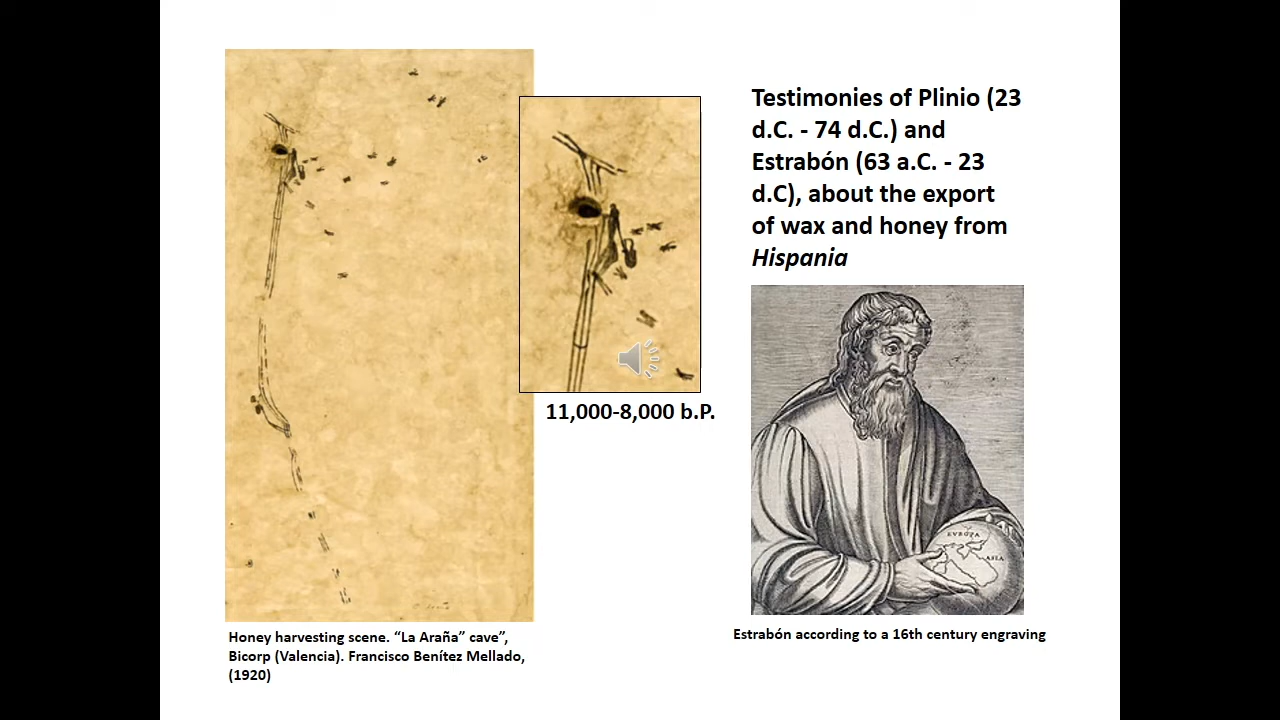 Testimonies of Plinio (23
d.C. - 74 d.C.) and
Estrabón (63 a.C. - 23
d.C), about the export
of wax and honey from
Hispania
11,000-8,000 b.P.
EVROPA
ASIA
Honey harvesting scene. “La Araña” cave”,
Bicorp (Valencia). Francisco Benítez Mellado,
(1920)
Estrabón according to a 16th century engraving